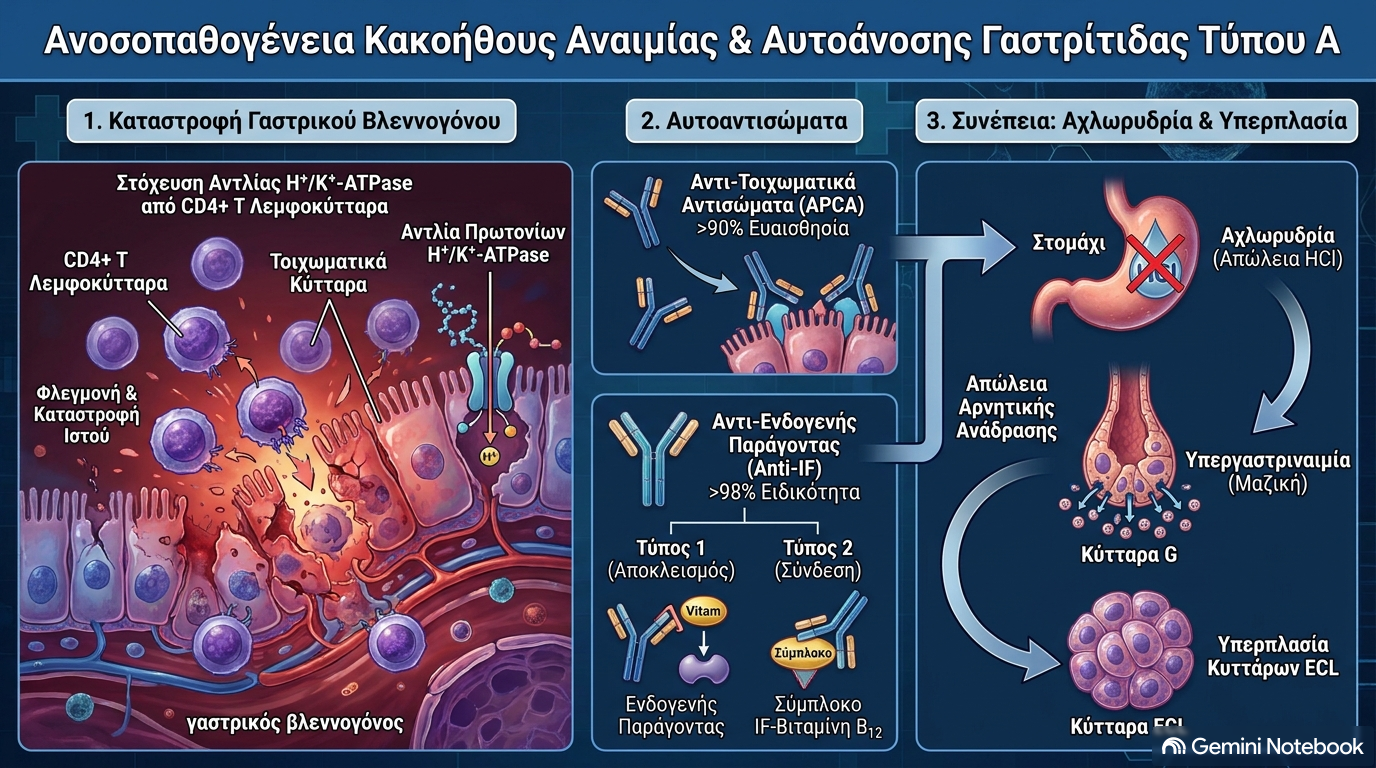 Ανοσοπαθογένεια Κακοήθους Αναιμίας & Αυτοάνοσης Γαστρίτιδας Τύπου Α
1. Καταστροφή Γαστρικού Βλεννογόνου
Στόχευση Αντλίας H⁺/K⁺-ATPase
από CD4+ T Λεμφοκύτταρα
CD4+ T
Λεμφοκύτταρα
Τοιχωματικά
Κύτταρα
Αντλία Πρωτονίων
H⁺/K⁺-ATPase
Φλεγμονή &
Καταστροφή
Ιστού
H⁺
γαστρικός βλεννογόνος
2. Αυτοαντισώματα
Αντι-Τοιχωματικά
Αντισώματα (APCA)
>90% Ευαισθησία
Αντι-Ενδογενής
Παράγοντας
(Anti-IF)
>98% Ειδικότητα
Τύπος 1
(Αποκλεισμός)
Τύπος 2
(Σύνδεση)
Vitam
Σύμπλοκο
Ενδογενής
Παράγοντας
Σύμπλοκο
IF-Βιταμίνη B₁₂
3. Συνέπεια: Αχλωρυδρία & Υπερπλασία
Στομάχι
HCl
Αχλωρυδρία
(Απώλεια HCl)
Απώλεια
Αρνητικής
Ανάδρασης
Υπεργαστριναιμία
(Μαζική)
Κύτταρα G
Υπερπλασία
Κυττάρων ECL
Κύτταρα ECL
Gemini Notebook